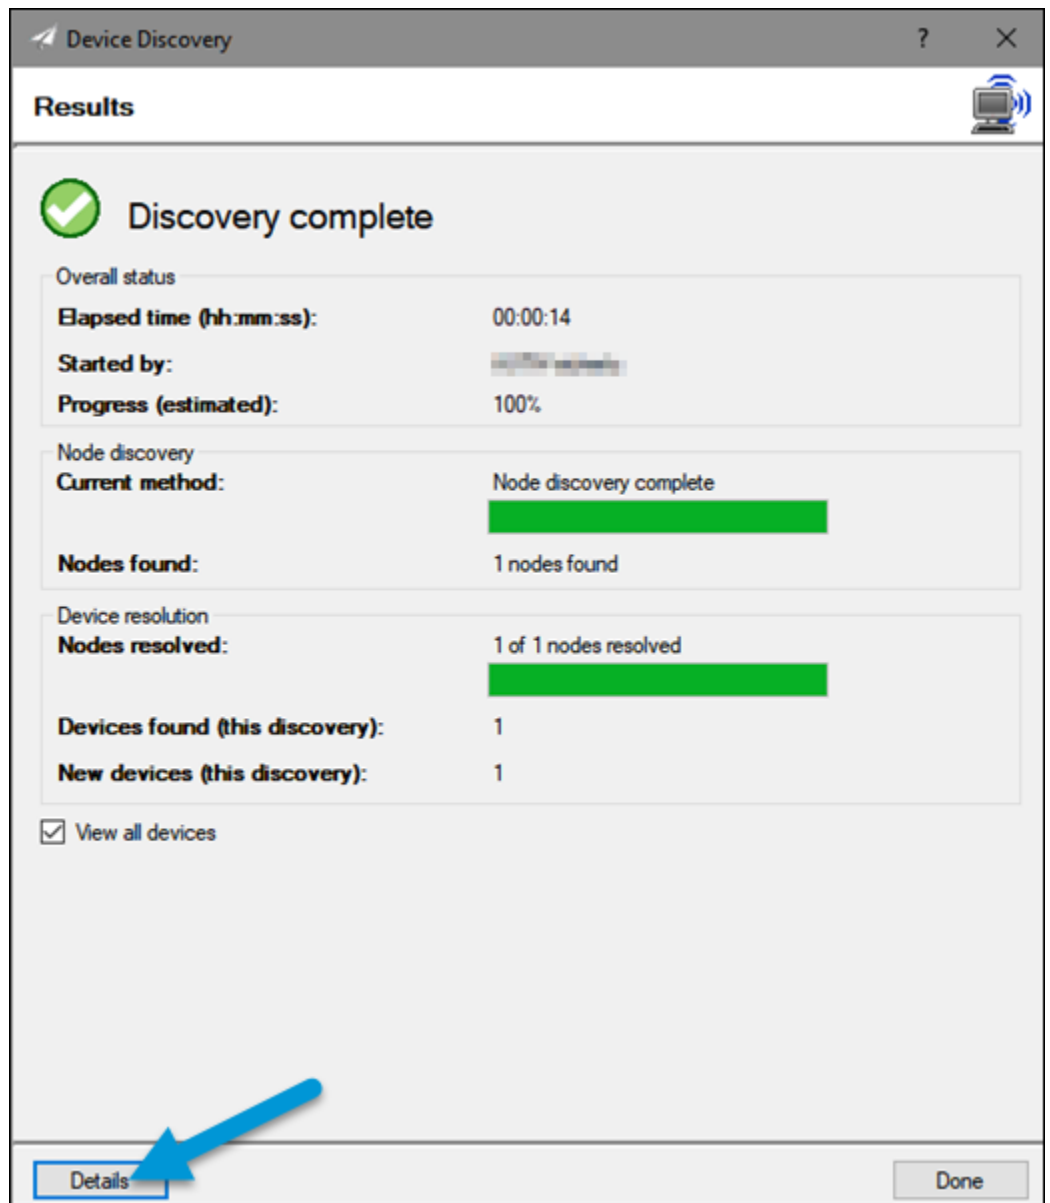 Device Discovery ?
Results
Discovery complete
Overall status
Elapsed time (hh:mm:ss): 00:00:14
Started by:
Progress (estimated): 100%
Node discovery
Current method: Node discovery complete
Nodes found: 1 nodes found
Device resolution
Nodes resolved: 1 of 1 nodes resolved
Devices found (this discovery): 1
New devices (this discovery): 1
View all devices
Details Done